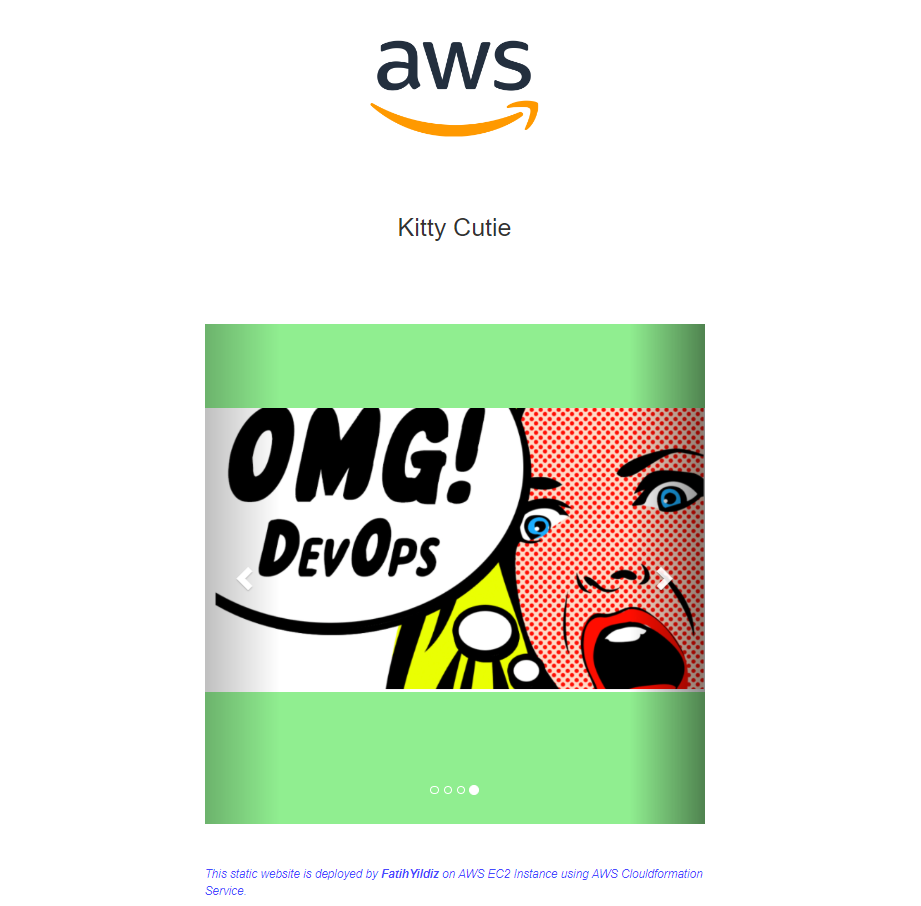 aws
Kitty Cutie
OMG!
DEVOPS
This static website is deployed by FatihYildiz on AWS EC2 Instance using AWS Clouldformation
Service.